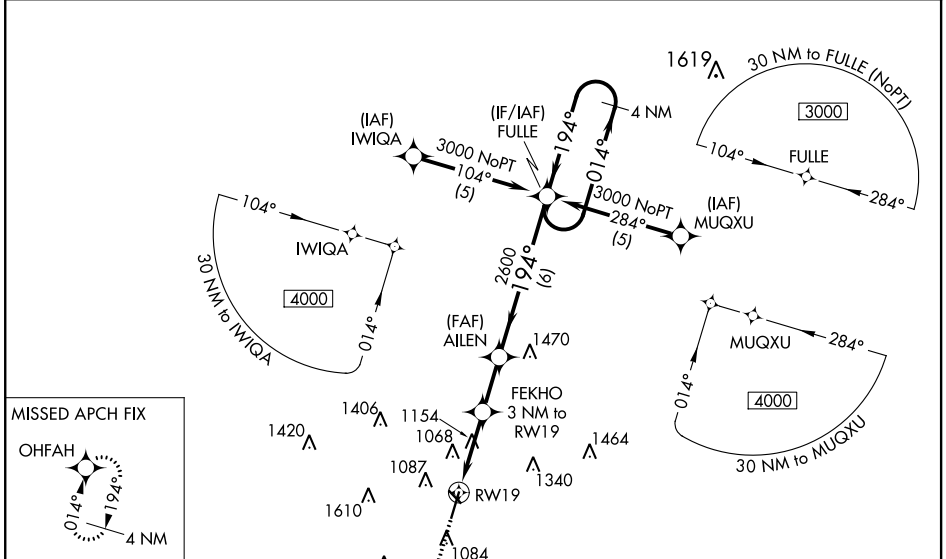 1619
30 NM to FULLE (NoPT)
3000
104°
FULLE
284°
(IF/IAF)
FULLE
4 NM
194°
014°
(IAF)
IWIQA
3000 NoPT
104°
(5)
3000 NoPT
284°
(5)
(IAF)
MUQXU
104°
IWIQA
4000
014°
30 NM to IWIQA
2600
194°
(6)
(FAF)
AILEN
1470
MUQXU
284°
014°
4000
30 NM to MUQXU
FEKHO
3 NM to
RW19
1406
1154
1420
1068
1464
1087
1340
1610
RW19
1084
MISSED APCH FIX
OHFAH
014°
194°
4 NM